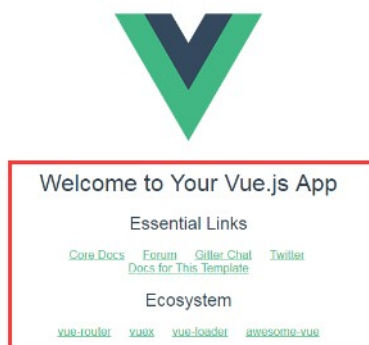 Welcome to Your Vue.js App
Essential Links
Core Docs Forum Gitter Chat Twitter
Docs for This Template
Ecosystem
vue-router vuex vue-loader awesome-vue